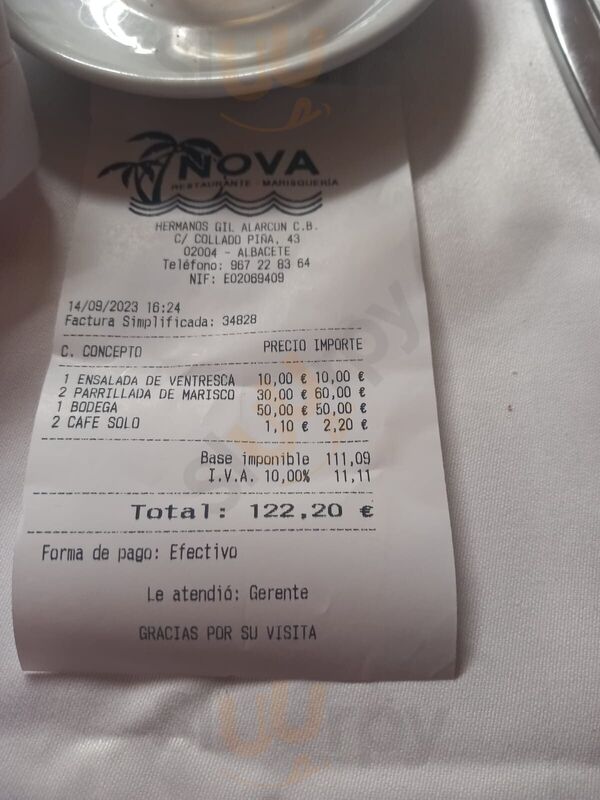 NOVA
RESTAURANTE - MARISQUERIA
HERMANOS GIL ALARCON C.B.
C/ COLLADO PIÑA, 43
02004 - ALBACETE
Teléfono: 967 22 83 64
NIF: E02069409
14/09/2023 16:24
Factura Simplificada: 34828
C. CONCEPTO PRECIO IMPORTE
1 ENSALADA DE VENTRESCA 10,00 € 10,00 €
2 PARRILLADA DE MARISCO 30,00 € 60,00 €
1 BODEGA 50,00 € 50,00 €
2 CAFE SOLO 1,10 € 2,20 €
Base imponible 111,09
I.V.A. 10,00% 11,11
Total: 122,20 €
Forma de pago: Efectivo
Le atendió: Gerente
GRACIAS POR SU VISITA